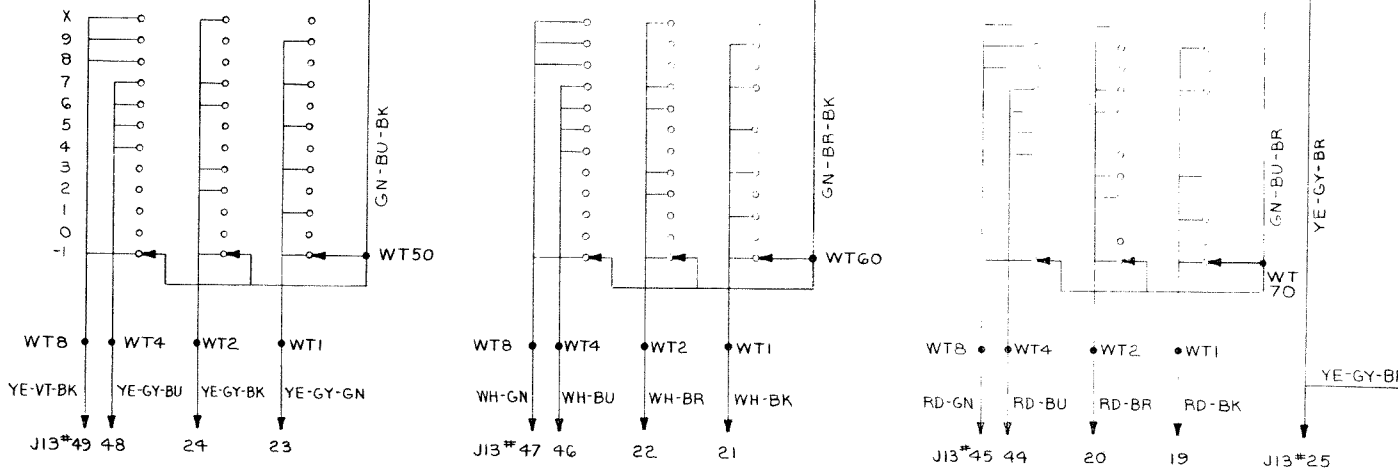 X
9
8
7
6
5
4
3
2
1
0
-1
GN-BU-BK
WT50
WT8 WT4 WT2 WT1
YE-VT-BK YE-GY-BU YE-GY-BK YE-GY-GN
J13#49 48 24 23
GN-BR-BK
WT60
WT8 WT4 WT2 WT1
WH-GN WH-BU WH-BR WH-BK
J13#47 46 22 21
GN-BU-BR
YE-GY-BR
WT
70
WT8 WT4 WT2 WT1
RD-GN RD-BU RD-BR RD-BK
J13#45 44 20 19 J13#25